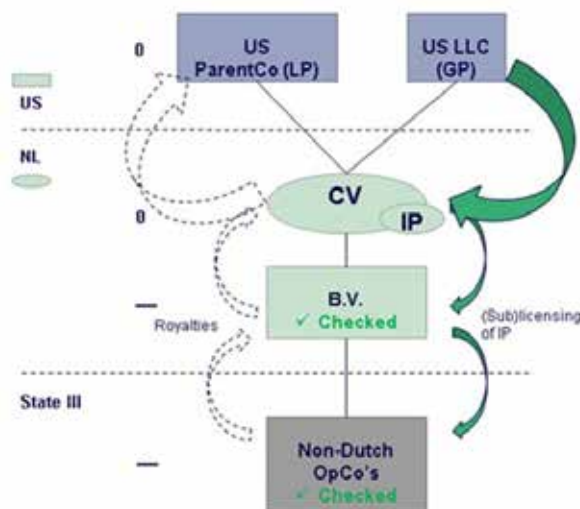 0
US
ParentCo (LP)
US LLC
(GP)
US
NL
CV
IP
0
B.V.
✓ Checked
—
Royalties
(Sub)licensing
of IP
State III
Non-Dutch
OpCo's
✓ Checked
—